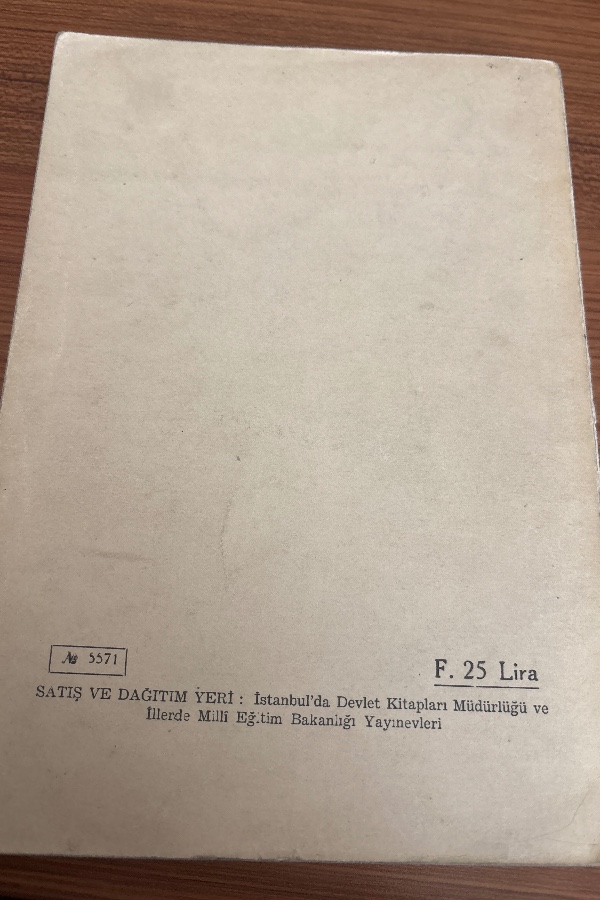 № 5571
F. 25 Lira
SATIŞ VE DAĞITIM YERİ : İstanbul'da Devlet Kitapları Müdürlüğü ve
İllerde Millî Eğitim Bakanlığı Yayınevleri